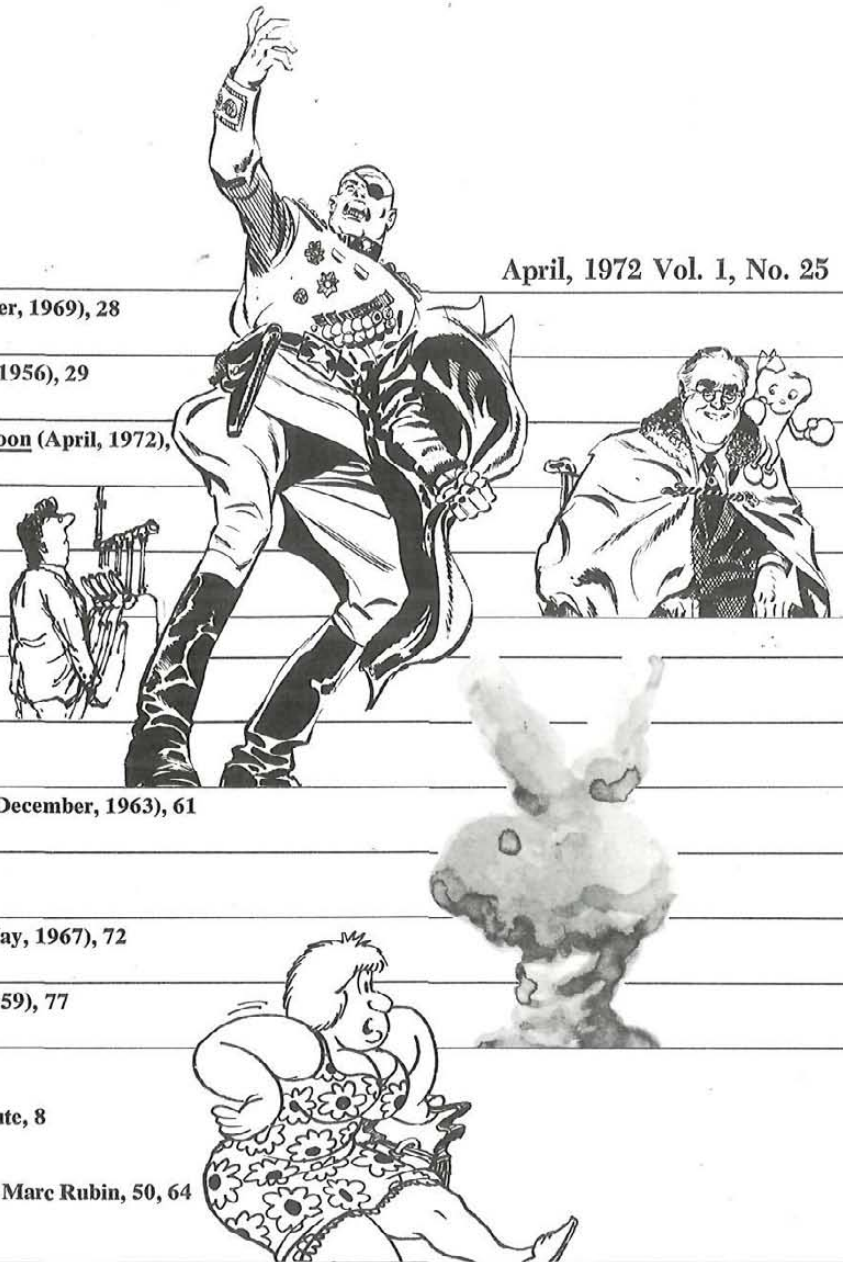 April, 1972 Vol. 1, No. 25
er, 1969), 28
1956), 29
oon (April, 1972),
December, 1963), 61
ay, 1967), 72
59), 77
ute, 8
Marc Rubin, 50, 64